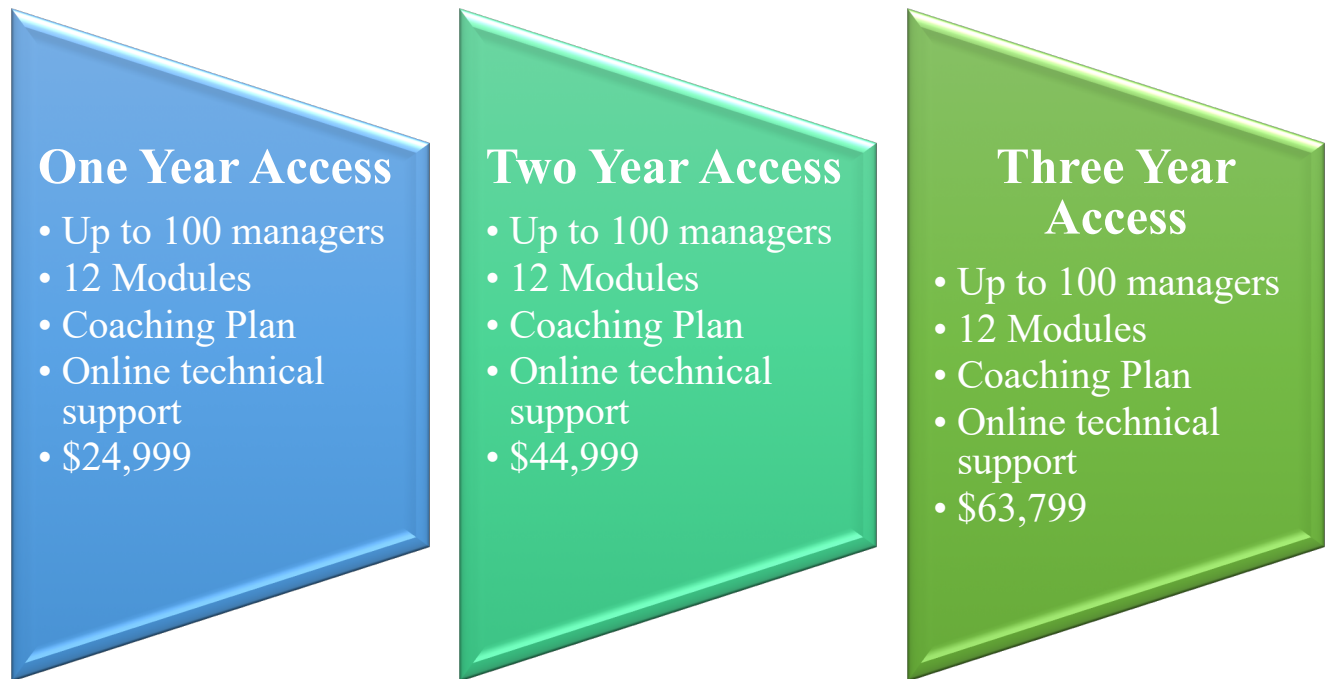 One Year Access
• Up to 100 managers
• 12 Modules
• Coaching Plan
• Online technical
support
• $24,999
Two Year Access
• Up to 100 managers
• 12 Modules
• Coaching Plan
• Online technical
support
• $44,999
Three Year
Access
• Up to 100 managers
• 12 Modules
• Coaching Plan
• Online technical
support
• $63,799